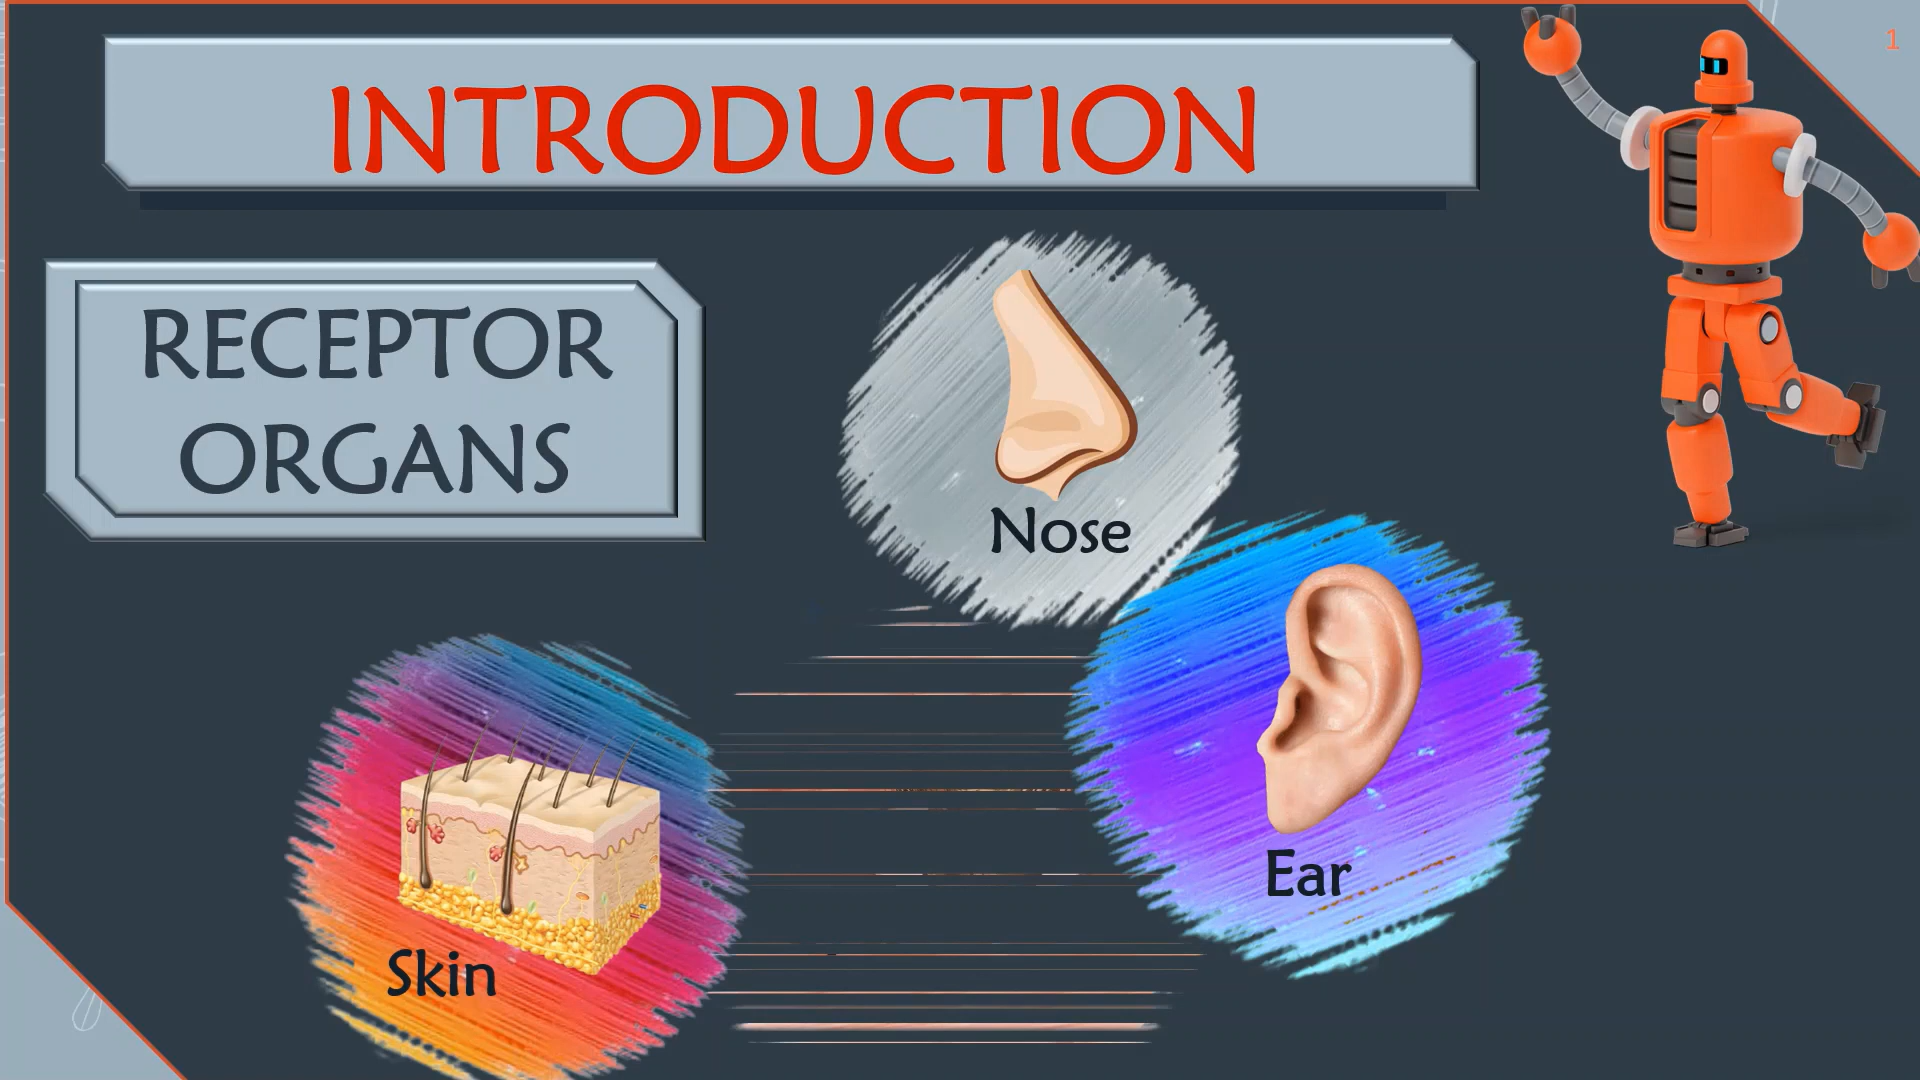 INTRODUCTION
1
RECEPTOR
ORGANS
Nose
Ear
Skin